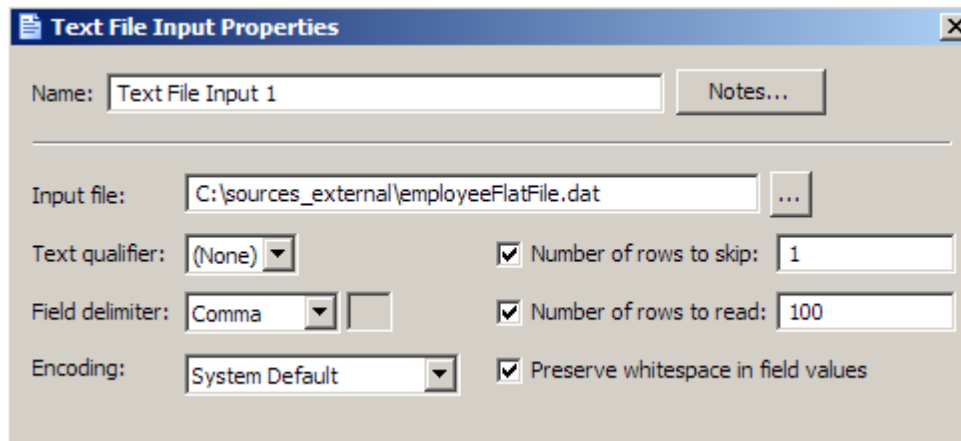 Text File Input Properties
Name: Text File Input 1 Notes...
Input file: C:\sources_external\employeeFlatFile.dat ...
Text qualifier: (None) Number of rows to skip: 1
Field delimiter: Comma Number of rows to read: 100
Encoding: System Default Preserve whitespace in field values